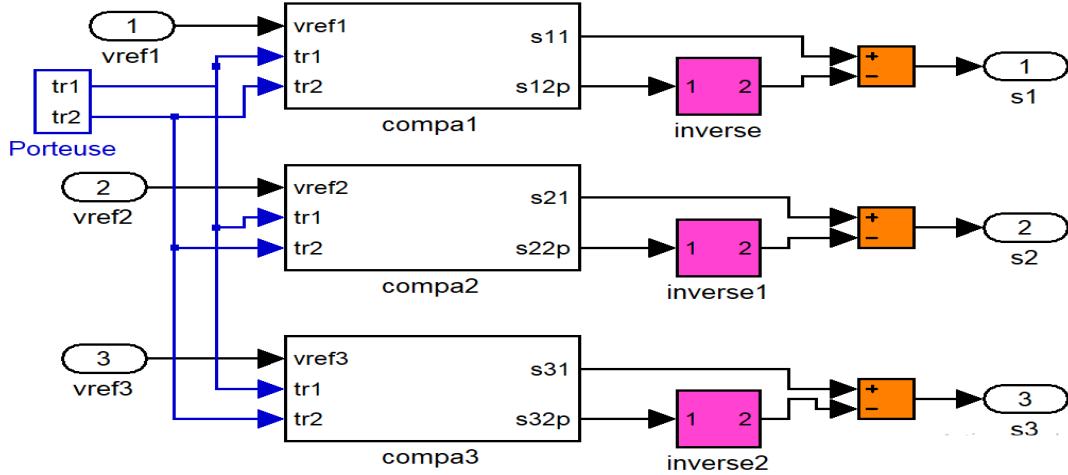 1
vref1
vref1
tr1
tr2
s11
s12p
compa1
1 2
inverse
+
−
1
s1
tr1
tr2
Porteuse
2
vref2
vref2
tr1
tr2
s21
s22p
compa2
1 2
inverse1
+
−
2
s2
3
vref3
vref3
tr1
tr2
s31
s32p
compa3
1 2
inverse2
+
−
3
s3